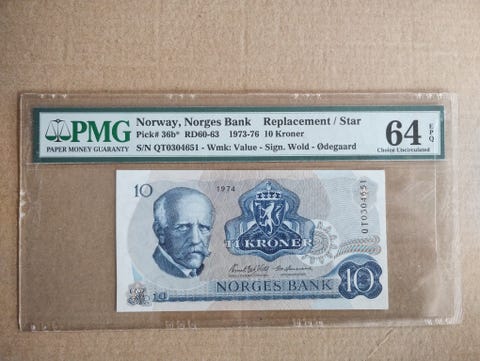 PMG
PAPER MONEY GUARANTY
Norway, Norges Bank Replacement / Star
Pick# 36b* RD60-63 1973-76 10 Kroner
S/N QT0304651 - Wmk: Value - Sign. Wold - Ødegaard
64 EPQ
Choice Uncirculated
10
1974
KRONER
QT0304651
NORGES BANK
10
10